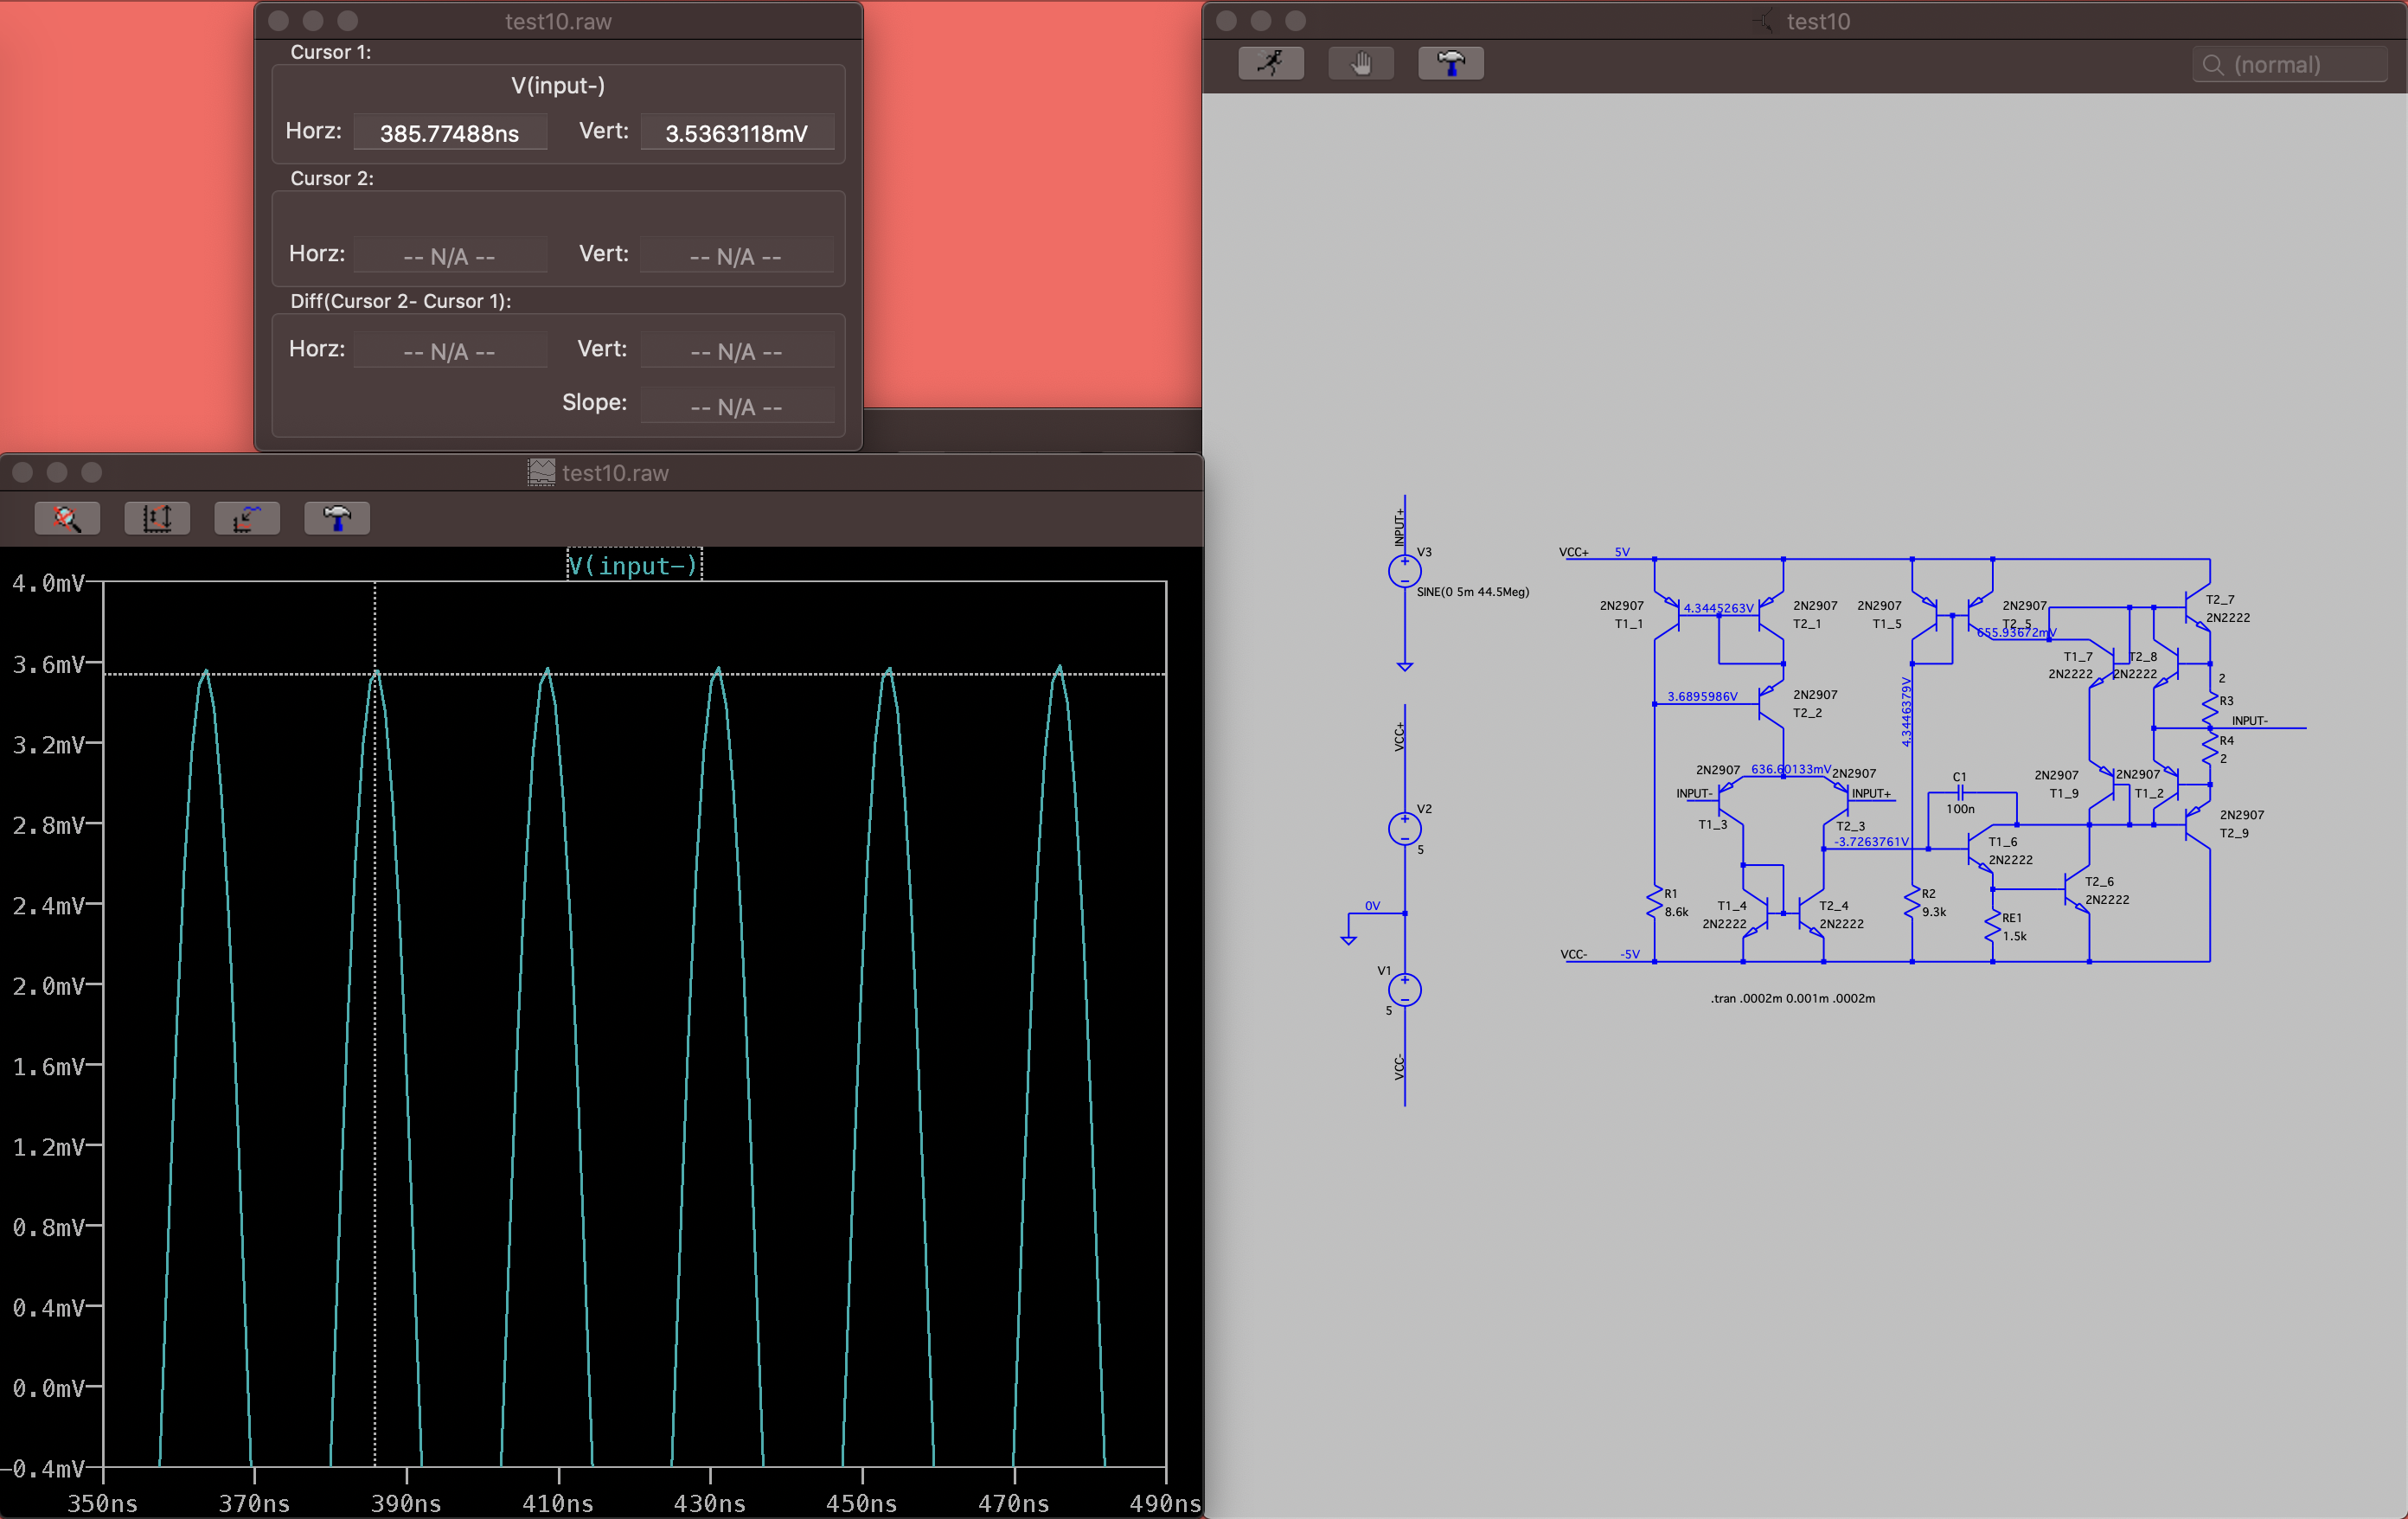 test10.raw
Cursor 1:
V(input-)
Horz: 385.77488ns Vert: 3.5363118mV
Cursor 2:
Horz: -- N/A -- Vert: -- N/A --
Diff(Cursor 2- Cursor 1):
Horz: -- N/A -- Vert: -- N/A --
Slope: -- N/A --
test10.raw
V(input−)
4.0mV
3.6mV
3.2mV
2.8mV
2.4mV
2.0mV
1.6mV
1.2mV
0.8mV
0.4mV
0.0mV
−0.4mV
350ns 370ns 390ns 410ns 430ns 450ns 470ns 490ns
test10
(normal)
INPUT+
V3
SINE(0 5m 44.5Meg)
VCC+
V2
5
0V
V1
5
VCC-
VCC+ 5V
2N2907
T1_1
4.3445263V
2N2907
T2_1
2N2907
T1_5
2N2907
T2_5
655.93672mV
T2_7
2N2222
T1_7
2N2222
T2_8
2N2222
2
R3
INPUT-
R4
2
3.6895986V
2N2907
T2_2
4.3446379V
2N2907
636.60133mV
2N2907
INPUT-
INPUT+
T1_3
T2_3
C1
100n
2N2907
T1_9
2N2907
T1_2
2N2907
T2_9
-3.7263761V
T1_6
2N2222
R1
8.6k
T1_4
2N2222
T2_4
2N2222
R2
9.3k
RE1
1.5k
T2_6
2N2222
VCC- -5V
.tran .0002m 0.001m .0002m